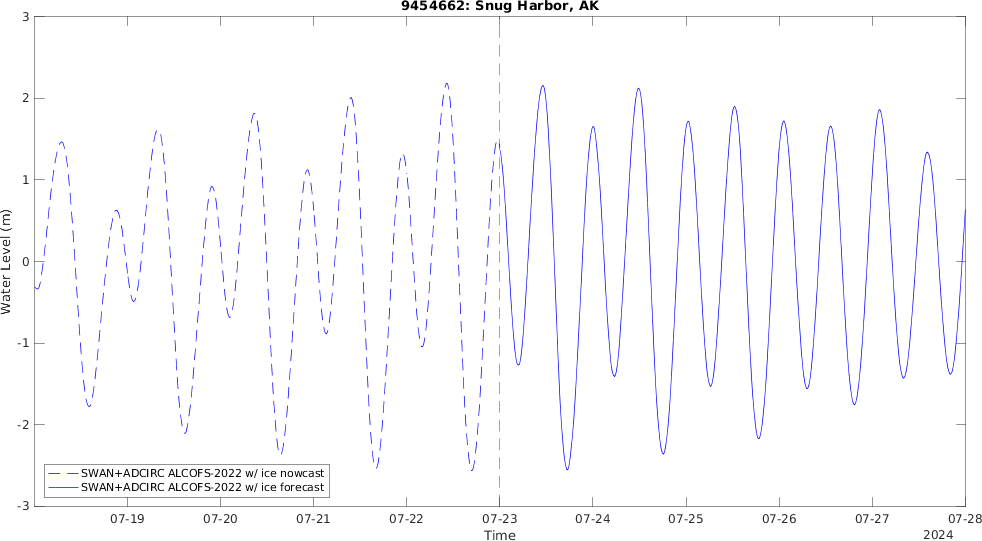 9454662: Snug Harbor, AK
3
2
1
0
-1
-2
-3
Water Level (m)
SWAN+ADCIRC ALCOFS-2022 w/ ice nowcast
SWAN+ADCIRC ALCOFS-2022 w/ ice forecast
07-19 07-20 07-21 07-22 07-23 07-24 07-25 07-26 07-27 07-28
Time
2024